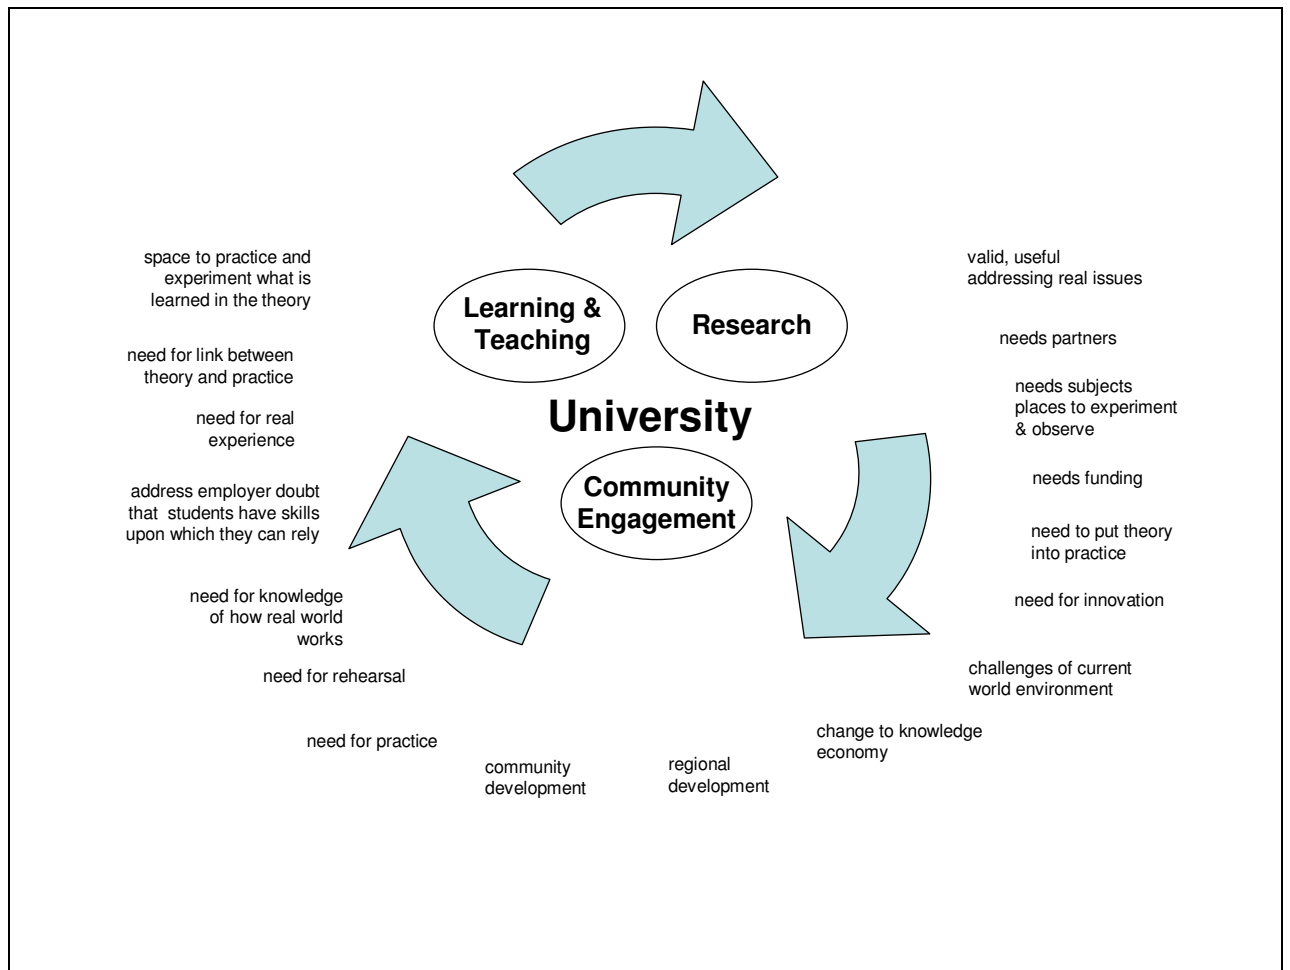 space to practice and
experiment what is
learned in the theory
need for link between
theory and practice
need for real
experience
address employer doubt
that students have skills
upon which they can rely
need for knowledge
of how real world
works
need for rehearsal
need for practice
Learning &
Teaching
Research
University
Community
Engagement
valid, useful
addressing real issues
needs partners
needs subjects
places to experiment
& observe
needs funding
need to put theory
into practice
need for innovation
challenges of current
world environment
change to knowledge
economy
regional
development
community
development